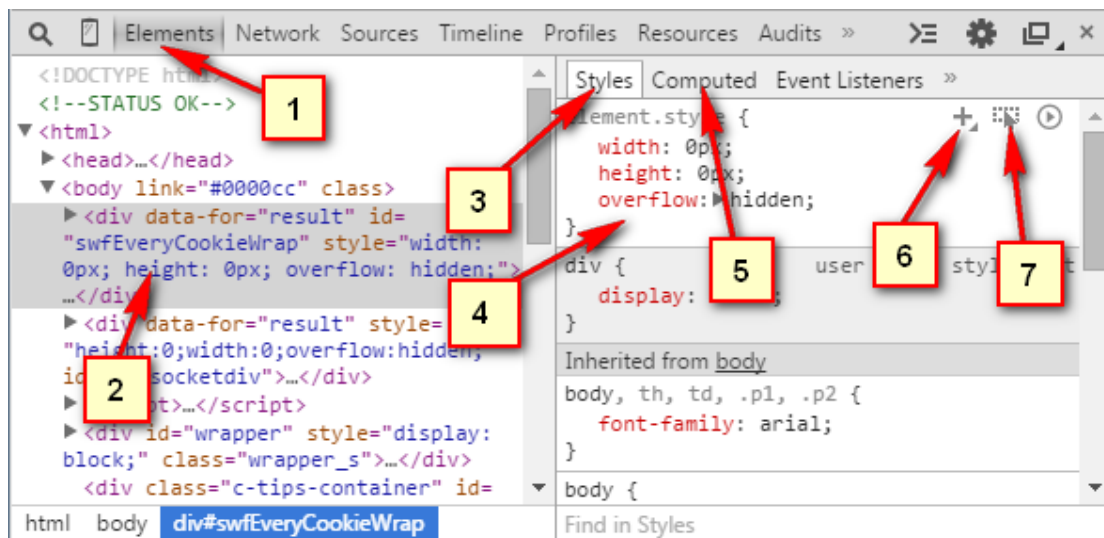 Elements Network Sources Timeline Profiles Resources Audits »
<!DOCTYPE html>
<!--STATUS OK-->
▼<html>
▶<head>…</head>
▼<body link="#0000cc" class>
▶<div data-for="result" id=
"swfEveryCookieWrap" style="width:
0px; height: 0px; overflow: hidden;">
…</div>
▶<div data-for="result" style=
"height:0;width:0;overflow:hidden;
socketdiv">…</div>
▶ …</script>
▶<div id="wrapper" style="display:
block;" class="wrapper_s">…</div>
<div class="c-tips-container" id=
html body div#swfEveryCookieWrap
Styles Computed Event Listeners »
element.style {
width: 0px;
height: 0px;
overflow:▶hidden;
}
div { user
display:
}
Inherited from body
body, th, td, .p1, .p2 {
font-family: arial;
}
body {
Find in Styles
1
2
3
4
5
6
7